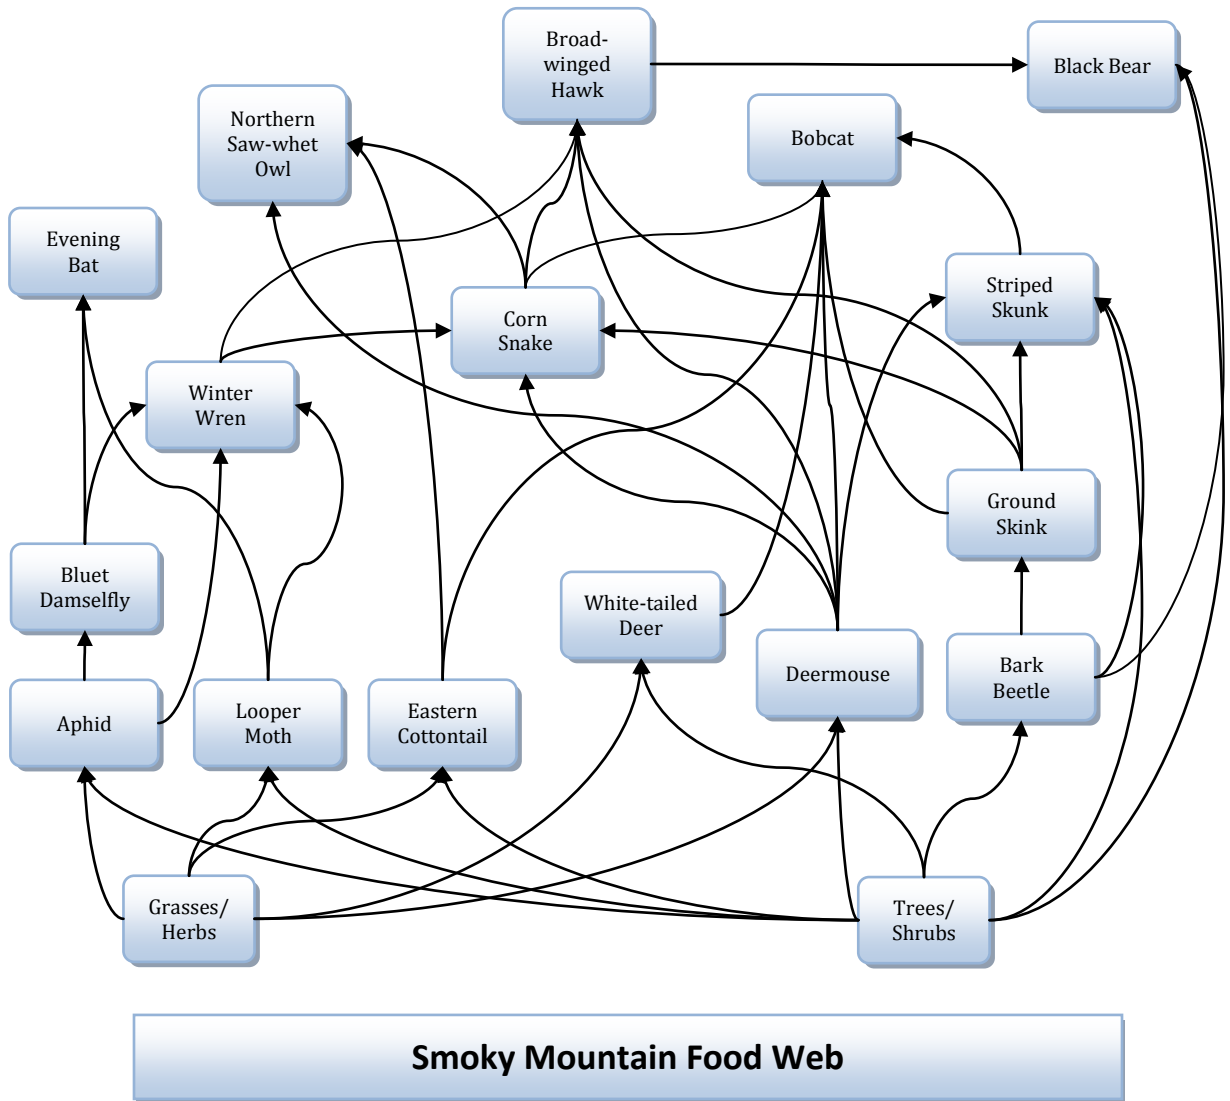 Broad-
winged
Hawk
Black Bear
Northern
Saw-whet
Owl
Bobcat
Evening
Bat
Striped
Skunk
Corn
Snake
Winter
Wren
Ground
Skink
Bluet
Damselfly
White-tailed
Deer
Deermouse
Bark
Beetle
Aphid
Looper
Moth
Eastern
Cottontail
Grasses/
Herbs
Trees/
Shrubs
Smoky Mountain Food Web